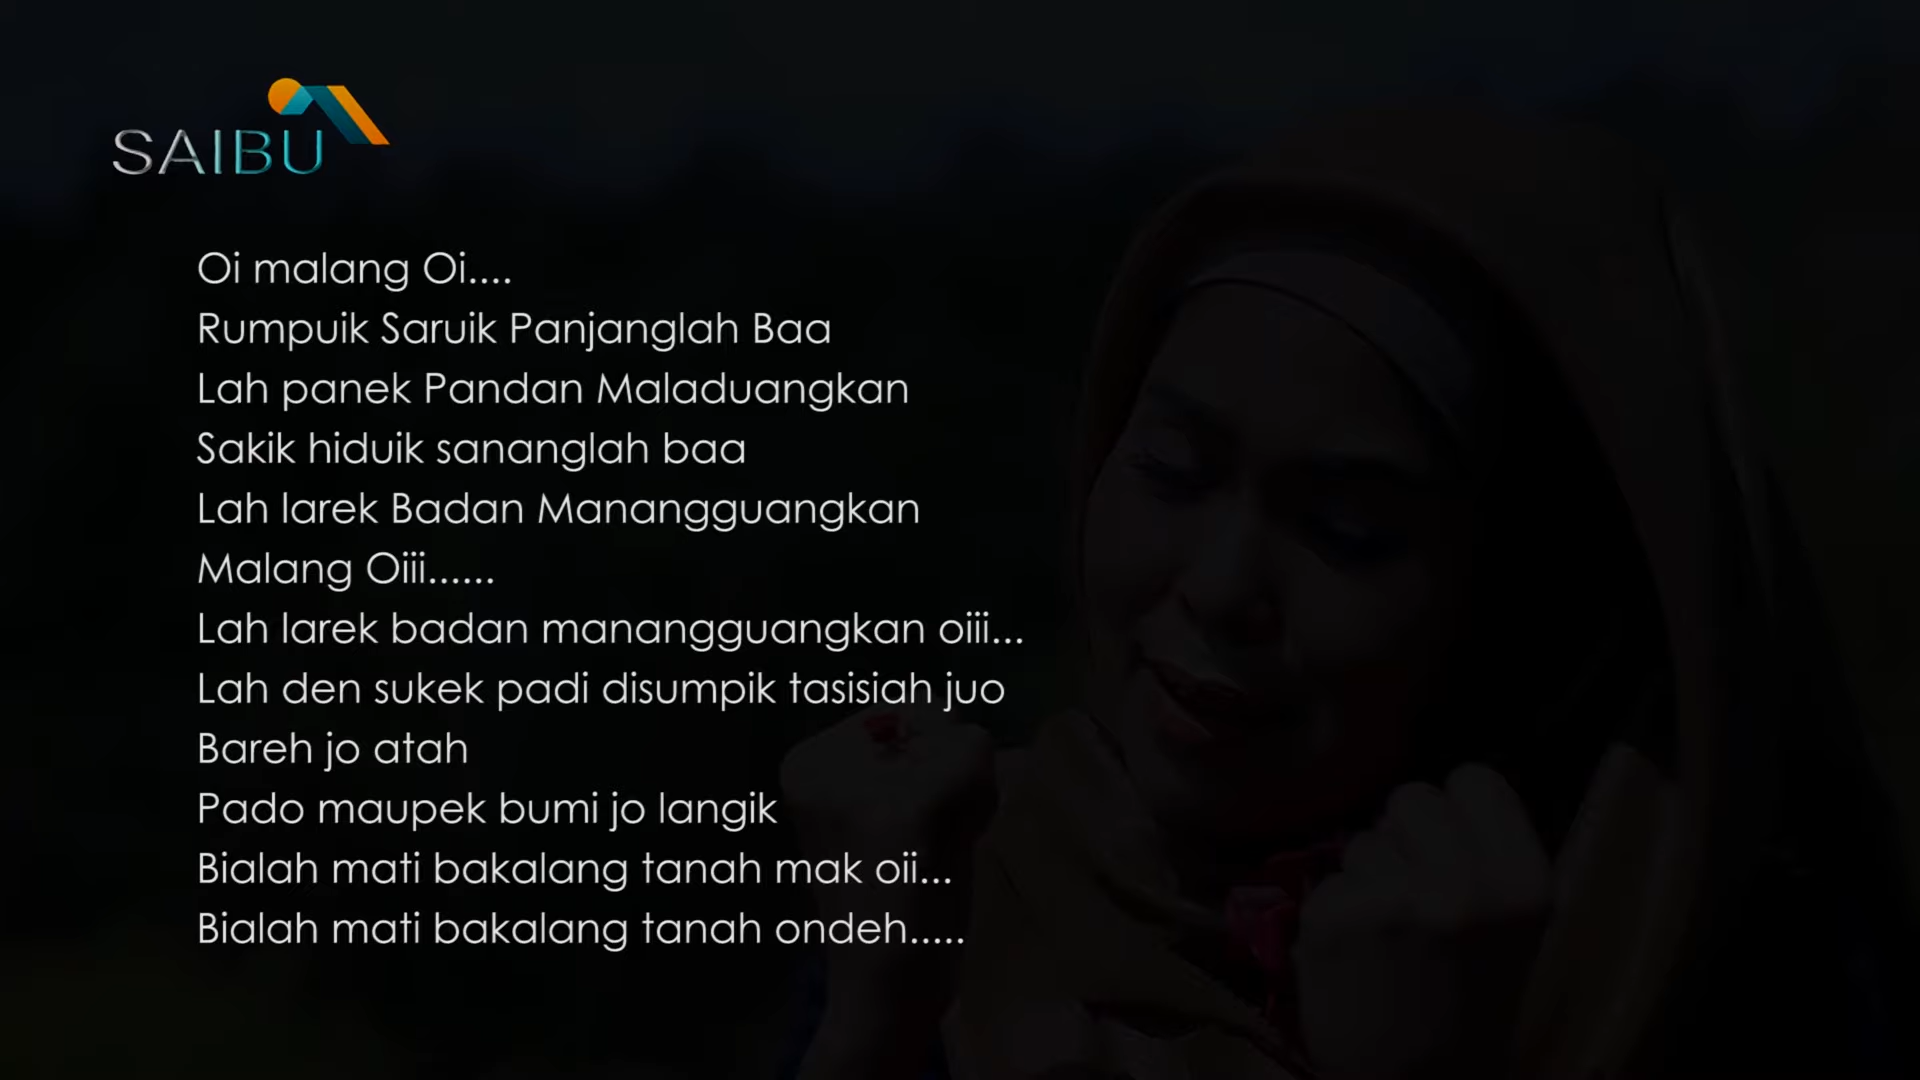 SAIBU
Oi malang Oi....
Rumpuik Saruik Panjanglah Baa
Lah panek Pandan Maladuangkan
Sakik hiduik sananglah baa
Lah larek Badan Manangguangkan
Malang Oiii......
Lah larek badan manangguangkan oiii...
Lah den sukek padi disumpik tasisiah juo
Bareh jo atah
Pado maupek bumi jo langik
Bialah mati bakalang tanah mak oii...
Bialah mati bakalang tanah ondeh.....